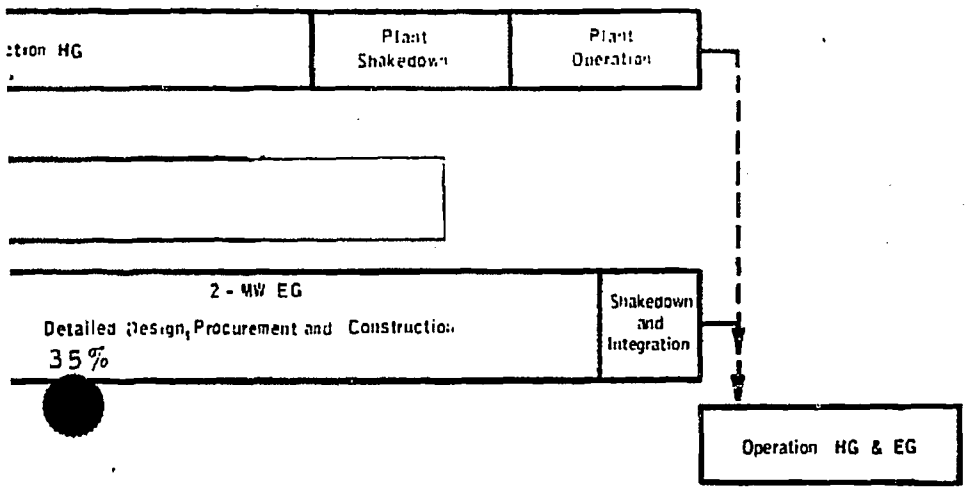 ction HG
Plant
Shakedown
Plant
Operation
2 - MW EG
Detailed Design, Procurement and Construction
35%
Shakedown
and
Integration
Operation HG & EG